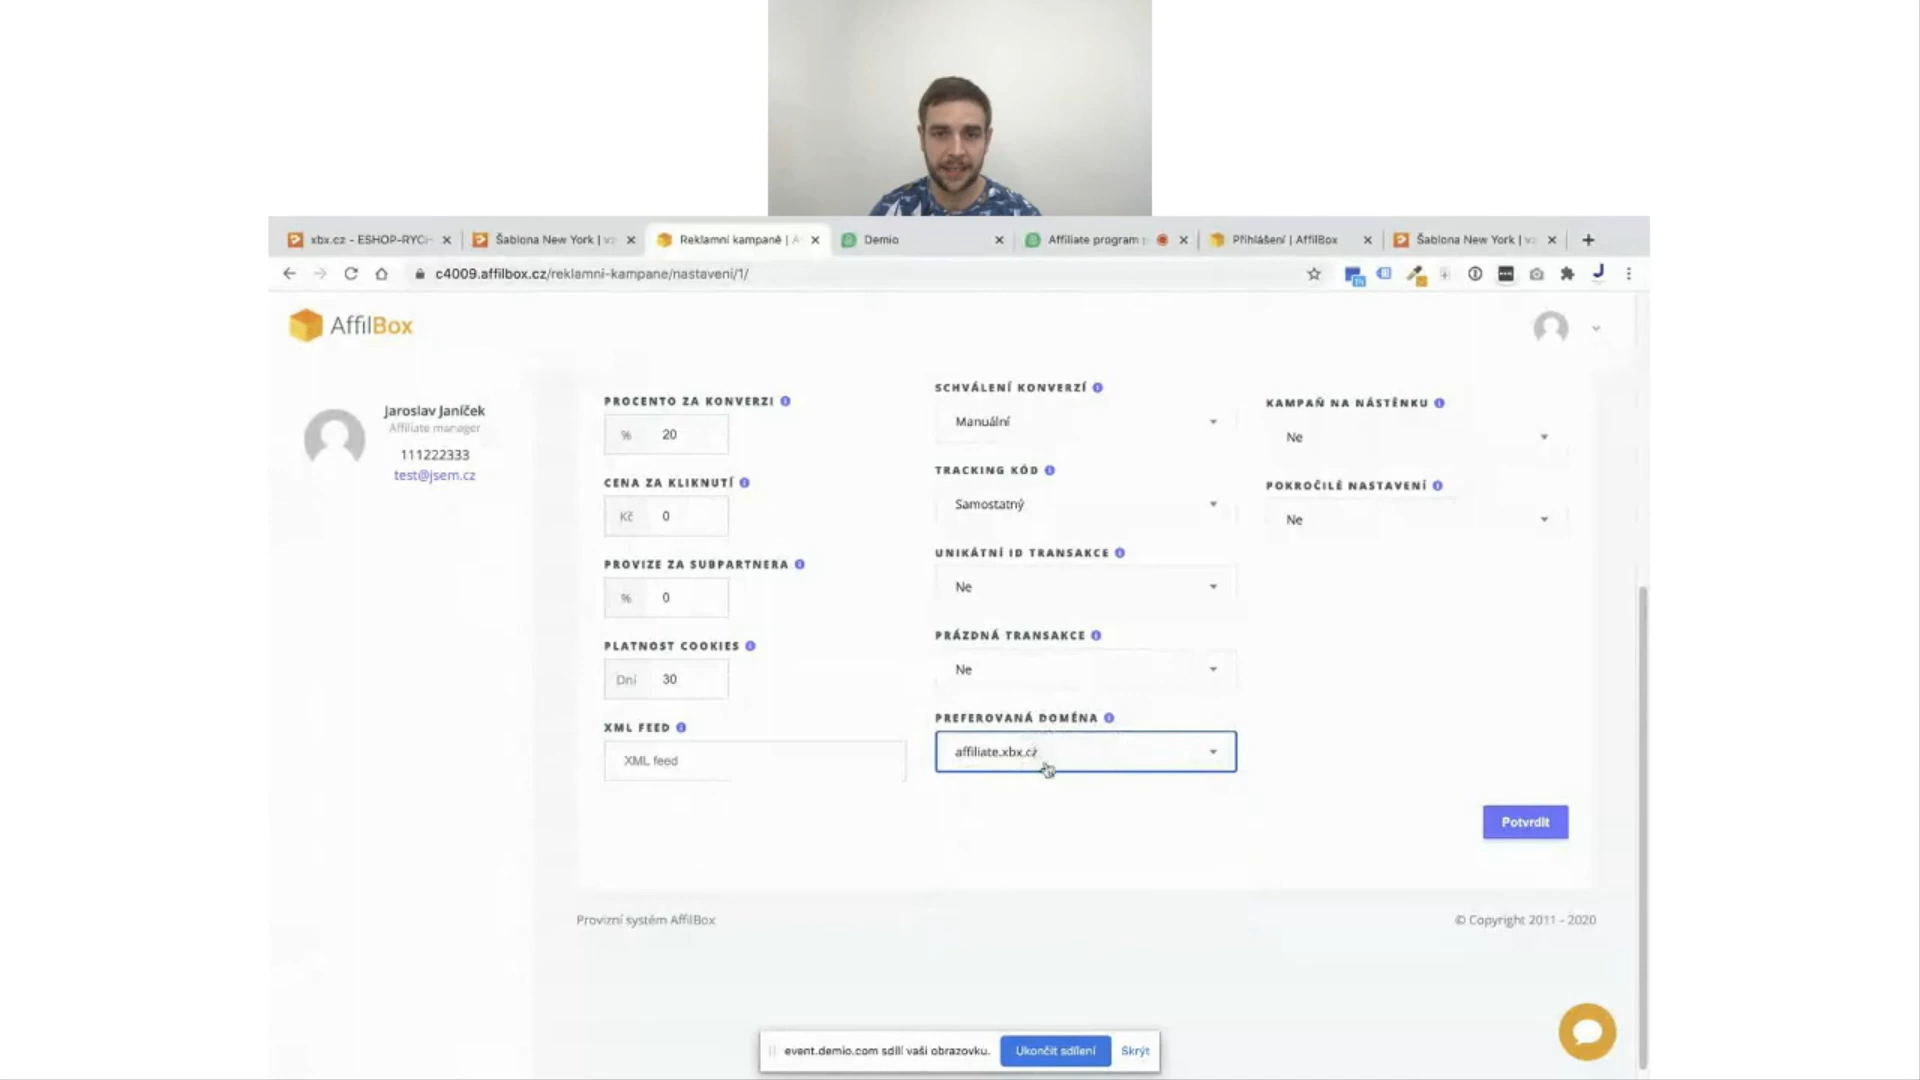 xbx.cz - ESHOP-RYCH
Šablona New York | vz
Reklamní kampaně | A
Demio
Affiliate program
Přihlášení | AffilBox
Šablona New York | vz
c4009.affilbox.cz/reklamni-kampane/nastaveni/1/
AffilBox
Jaroslav Janíček
Affiliate manager
111222333
test@jsem.cz
PROCENTO ZA KONVERZI
% 20
CENA ZA KLIKNUTÍ
Kč 0
PROVIZE ZA SUBPARTNERA
% 0
PLATNOST COOKIES
Dní 30
XML FEED
XML feed
SCHVÁLENÍ KONVERZÍ
Manuální
TRACKING KÓD
Samostatný
UNIKÁTNÍ ID TRANSAKCE
Ne
PRÁZDNÁ TRANSAKCE
Ne
PREFEROVANÁ DOMÉNA
affiliate.xbx.cz
KAMPAŇ NA NÁSTĚNKU
Ne
POKROČILÉ NASTAVENÍ
Ne
Potvrdit
Provizní systém AffilBox
© Copyright 2011 - 2020
event.demio.com sdílí vaši obrazovku.
Ukončit sdílení
Skrýt